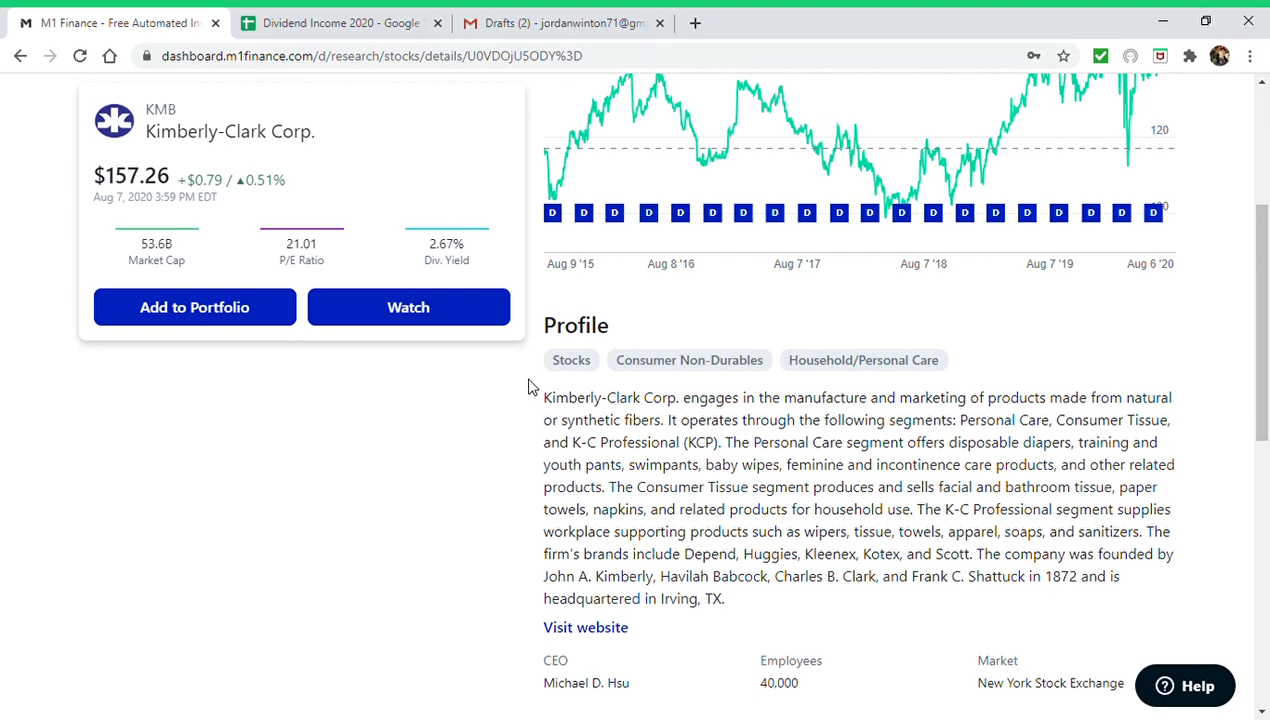 M1 Finance - Free Automated In
Dividend Income 2020 - Google
Drafts (2) - jordanwinton71@gm
dashboard.m1finance.com/d/research/stocks/details/U0VDOjU5ODY%3D
KMB
Kimberly-Clark Corp.
$157.26 +$0.79 / ▲0.51%
Aug 7, 2020 3:59 PM EDT
53.6B 21.01 2.67%
Market Cap P/E Ratio Div. Yield
Add to Portfolio Watch
120
D D D D D D D D D D D D D D D D D D D D
Aug 9 '15 Aug 8 '16 Aug 7 '17 Aug 7 '18 Aug 7 '19 Aug 6 '20
Profile
Stocks Consumer Non-Durables Household/Personal Care
Kimberly-Clark Corp. engages in the manufacture and marketing of products made from natural
or synthetic fibers. It operates through the following segments: Personal Care, Consumer Tissue,
and K-C Professional (KCP). The Personal Care segment offers disposable diapers, training and
youth pants, swimpants, baby wipes, feminine and incontinence care products, and other related
products. The Consumer Tissue segment produces and sells facial and bathroom tissue, paper
towels, napkins, and related products for household use. The K-C Professional segment supplies
workplace supporting products such as wipers, tissue, towels, apparel, soaps, and sanitizers. The
firm's brands include Depend, Huggies, Kleenex, Kotex, and Scott. The company was founded by
John A. Kimberly, Havilah Babcock, Charles B. Clark, and Frank C. Shattuck in 1872 and is
headquartered in Irving, TX.
Visit website
CEO Employees Market
Michael D. Hsu 40,000 New York Stock Exchange
Help